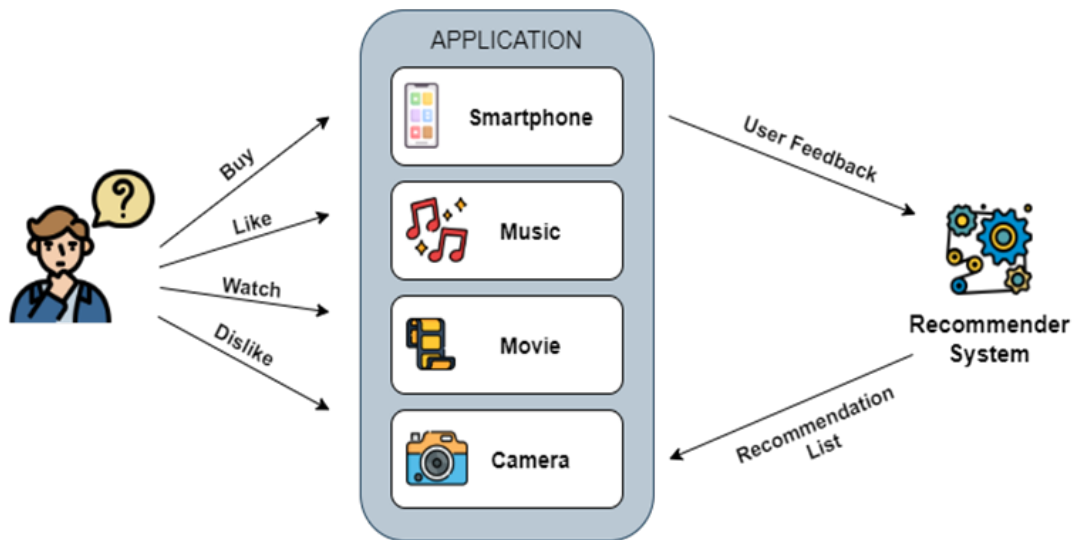 APPLICATION
Smartphone
Music
Movie
Camera
Buy
Like
Watch
Dislike
User Feedback
Recommender
System
Recommendation
List
?